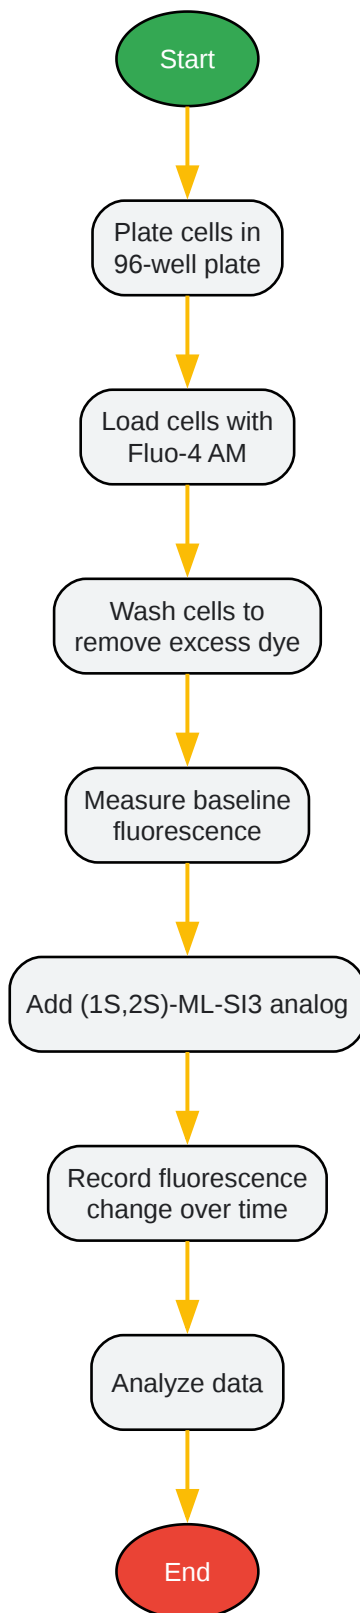 Start
Plate cells in
96-well plate
Load cells with
Fluo-4 AM
Wash cells to
remove excess dye
Measure baseline
fluorescence
Add (1S,2S)-ML-SI3 analog
Record fluorescence
change over time
Analyze data
End